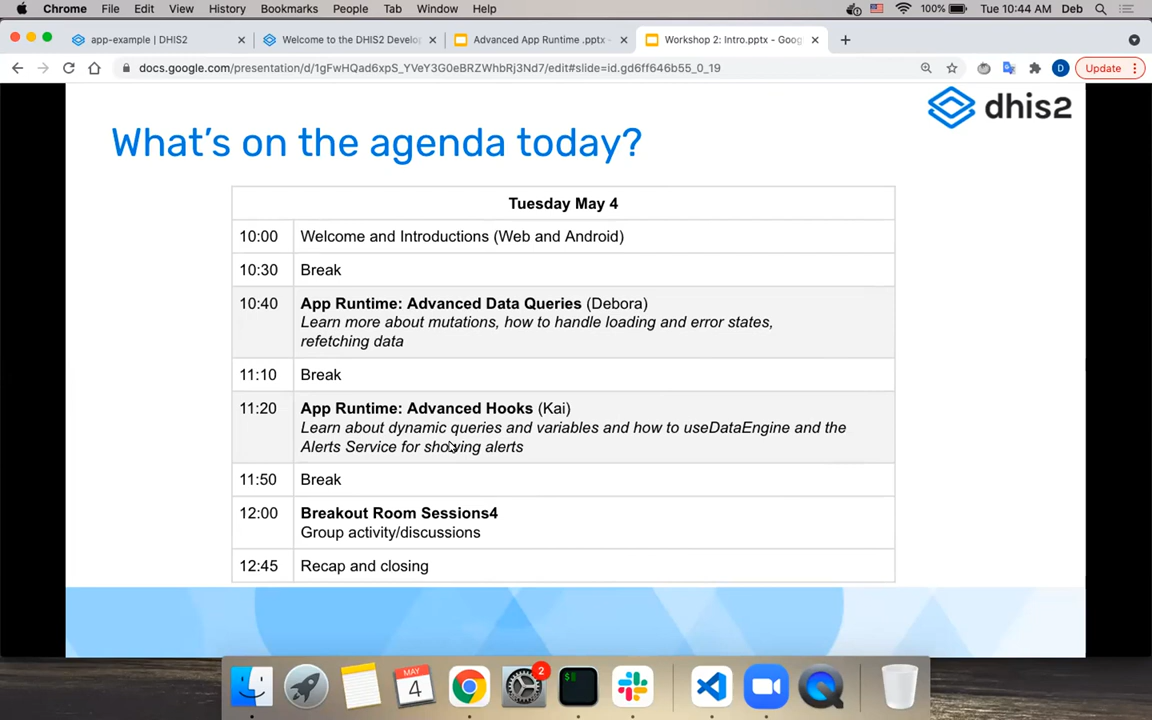 Chrome File Edit View History Bookmarks People Tab Window Help 100% Tue 10:44 AM Deb
app-example | DHIS2
Welcome to the DHIS2 Develo
Advanced App Runtime .pptx -
Workshop 2: Intro.pptx - Goog
docs.google.com/presentation/d/1gFwHQad6xpS_YVeY3G0eBRZWhbRj3Nd7/edit#slide=id.gd6ff646b55_0_19
D
Update
dhis2
What's on the agenda today?
Tuesday May 4
10:00 Welcome and Introductions (Web and Android)
10:30 Break
10:40 App Runtime: Advanced Data Queries (Debora)
Learn more about mutations, how to handle loading and error states,
refetching data
11:10 Break
11:20 App Runtime: Advanced Hooks (Kai)
Learn about dynamic queries and variables and how to useDataEngine and the
Alerts Service for showing alerts
11:50 Break
12:00 Breakout Room Sessions4
Group activity/discussions
12:45 Recap and closing
MAY
4
2
$